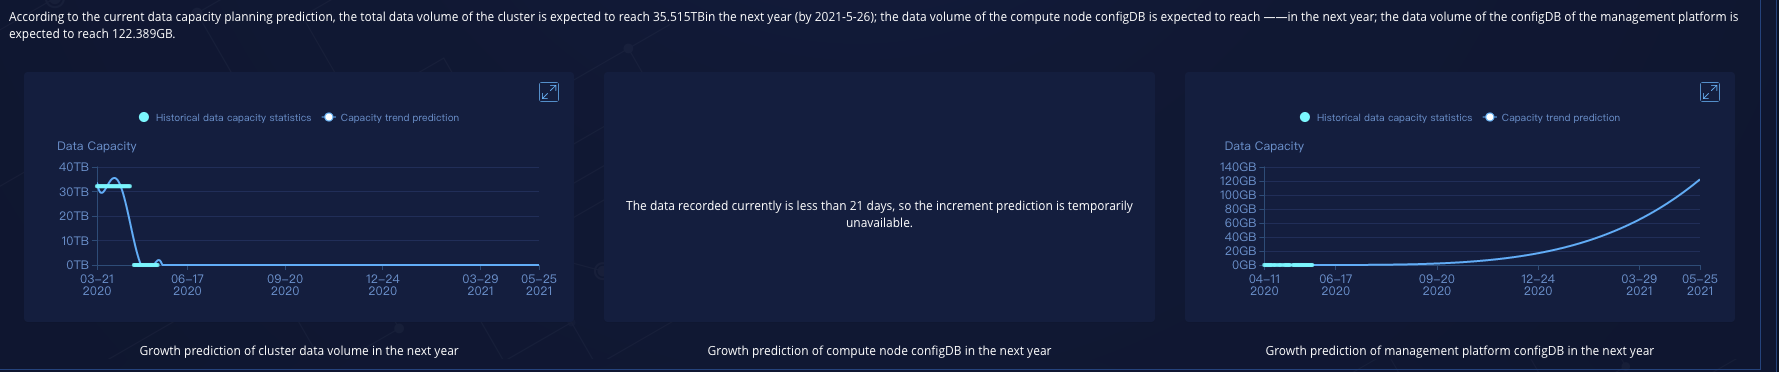 According to the current data capacity planning prediction, the total data volume of the cluster is expected to reach 35.515TBin the next year (by 2021-5-26); the data volume of the compute node configDB is expected to reach ——in the next year; the data volume of the configDB of the management platform is
expected to reach 122.389GB.
Historical data capacity statistics
Capacity trend prediction
Data Capacity
40TB
30TB
20TB
10TB
0TB
03-21 06-17 09-20 12-24 03-29 05-25
2020 2020 2020 2020 2021 2021
Growth prediction of cluster data volume in the next year
The data recorded currently is less than 21 days, so the increment prediction is temporarily
unavailable.
Growth prediction of compute node configDB in the next year
Historical data capacity statistics
Capacity trend prediction
Data Capacity
140GB
120GB
100GB
80GB
60GB
40GB
20GB
0GB
04-11 06-17 09-20 12-24 03-29 05-25
2020 2020 2020 2020 2021 2021
Growth prediction of management platform configDB in the next year